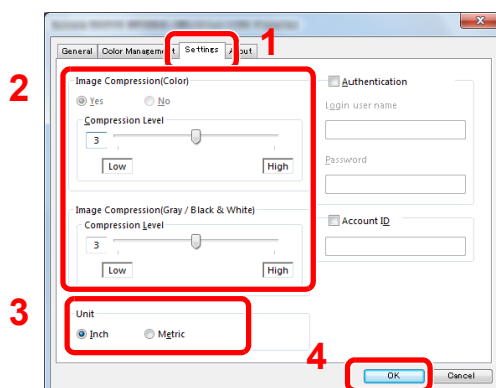 1
General Color Management Settings About
2
Image Compression(Color)
Yes No
Compression Level
3
Low High
Image Compression(Gray / Black & White)
Compression Level
3
Low High
Authentication
Login user name
Password
Account ID
3
Unit
Inch Metric
4
OK Cancel